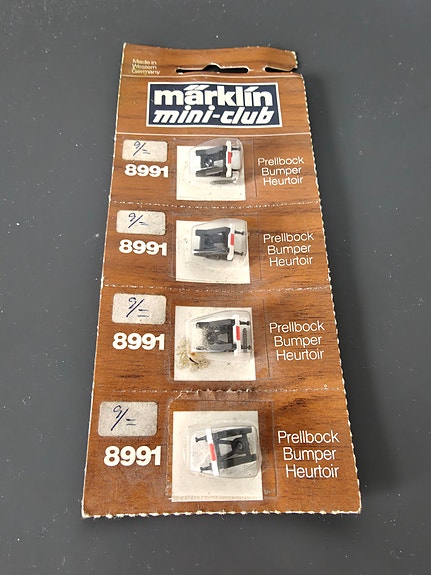 Made in
Western
Germany
märklin
mini-club
9/=
8991
Prellbock
Bumper
Heurtoir
9/=
8991
Prellbock
Bumper
Heurtoir
9/=
8991
Prellbock
Bumper
Heurtoir
9/=
8991
Prellbock
Bumper
Heurtoir